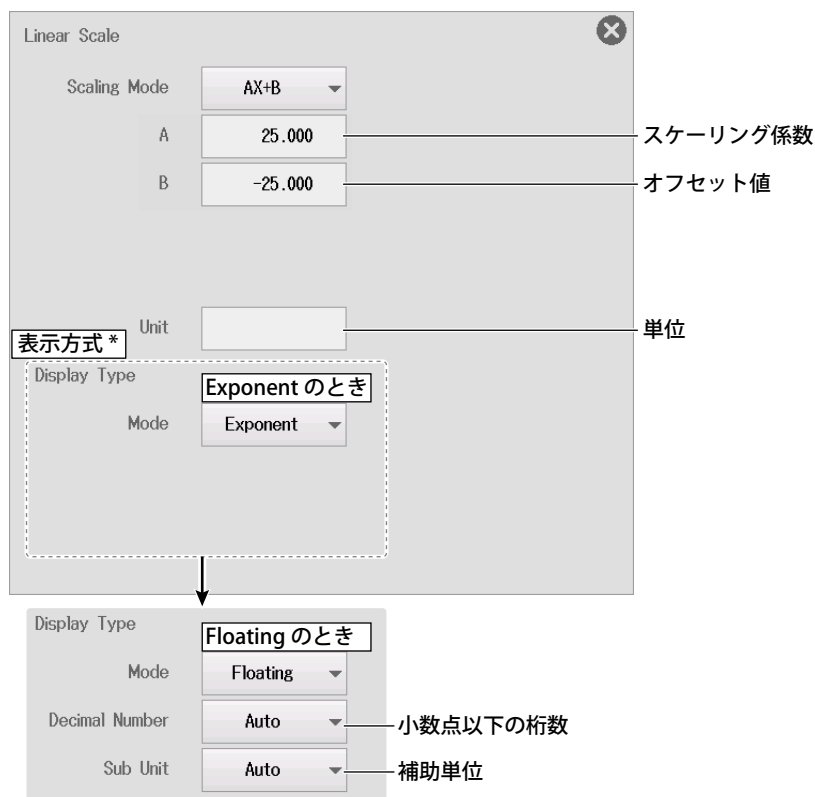 Linear Scale
Scaling Mode AX+B
A 25.000 スケーリング係数
B -25.000 オフセット値
Unit 単位
表示方式 *
Display Type
Exponent のとき
Mode Exponent
Display Type
Floating のとき
Mode Floating
Decimal Number Auto 小数点以下の桁数
Sub Unit Auto 補助単位